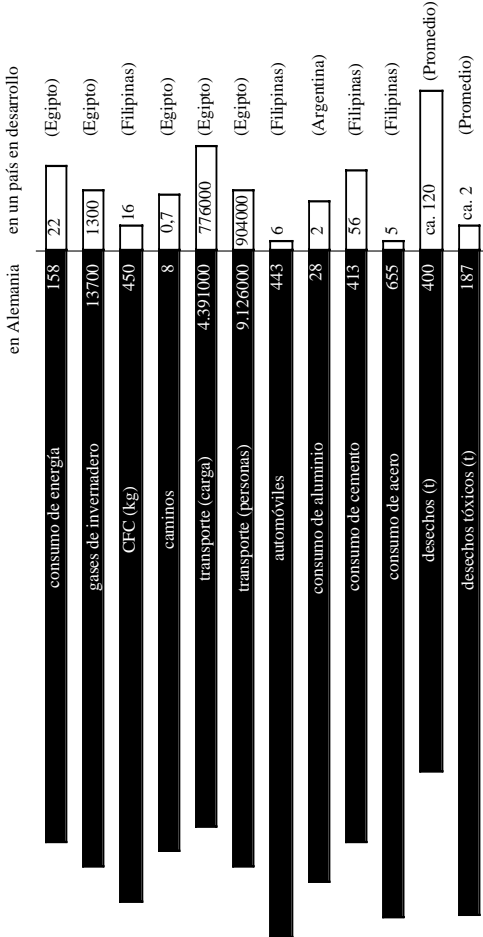 en Alemania en un país en desarrollo
consumo de energía 158 22 (Egipto)
gases de invernadero 13700 1300 (Egipto)
CFC (kg) 450 16 (Filipinas)
caminos 8 0,7 (Egipto)
transporte (carga) 4.391000 776000 (Egipto)
transporte (personas) 9.126000 904000 (Egipto)
automóviles 443 6 (Filipinas)
consumo de aluminio 28 2 (Argentina)
consumo de cemento 413 56 (Filipinas)
consumo de acero 655 5 (Filipinas)
desechos (t) 400 ca. 120 (Promedio)
desechos tóxicos (t) 187 ca. 2 (Promedio)